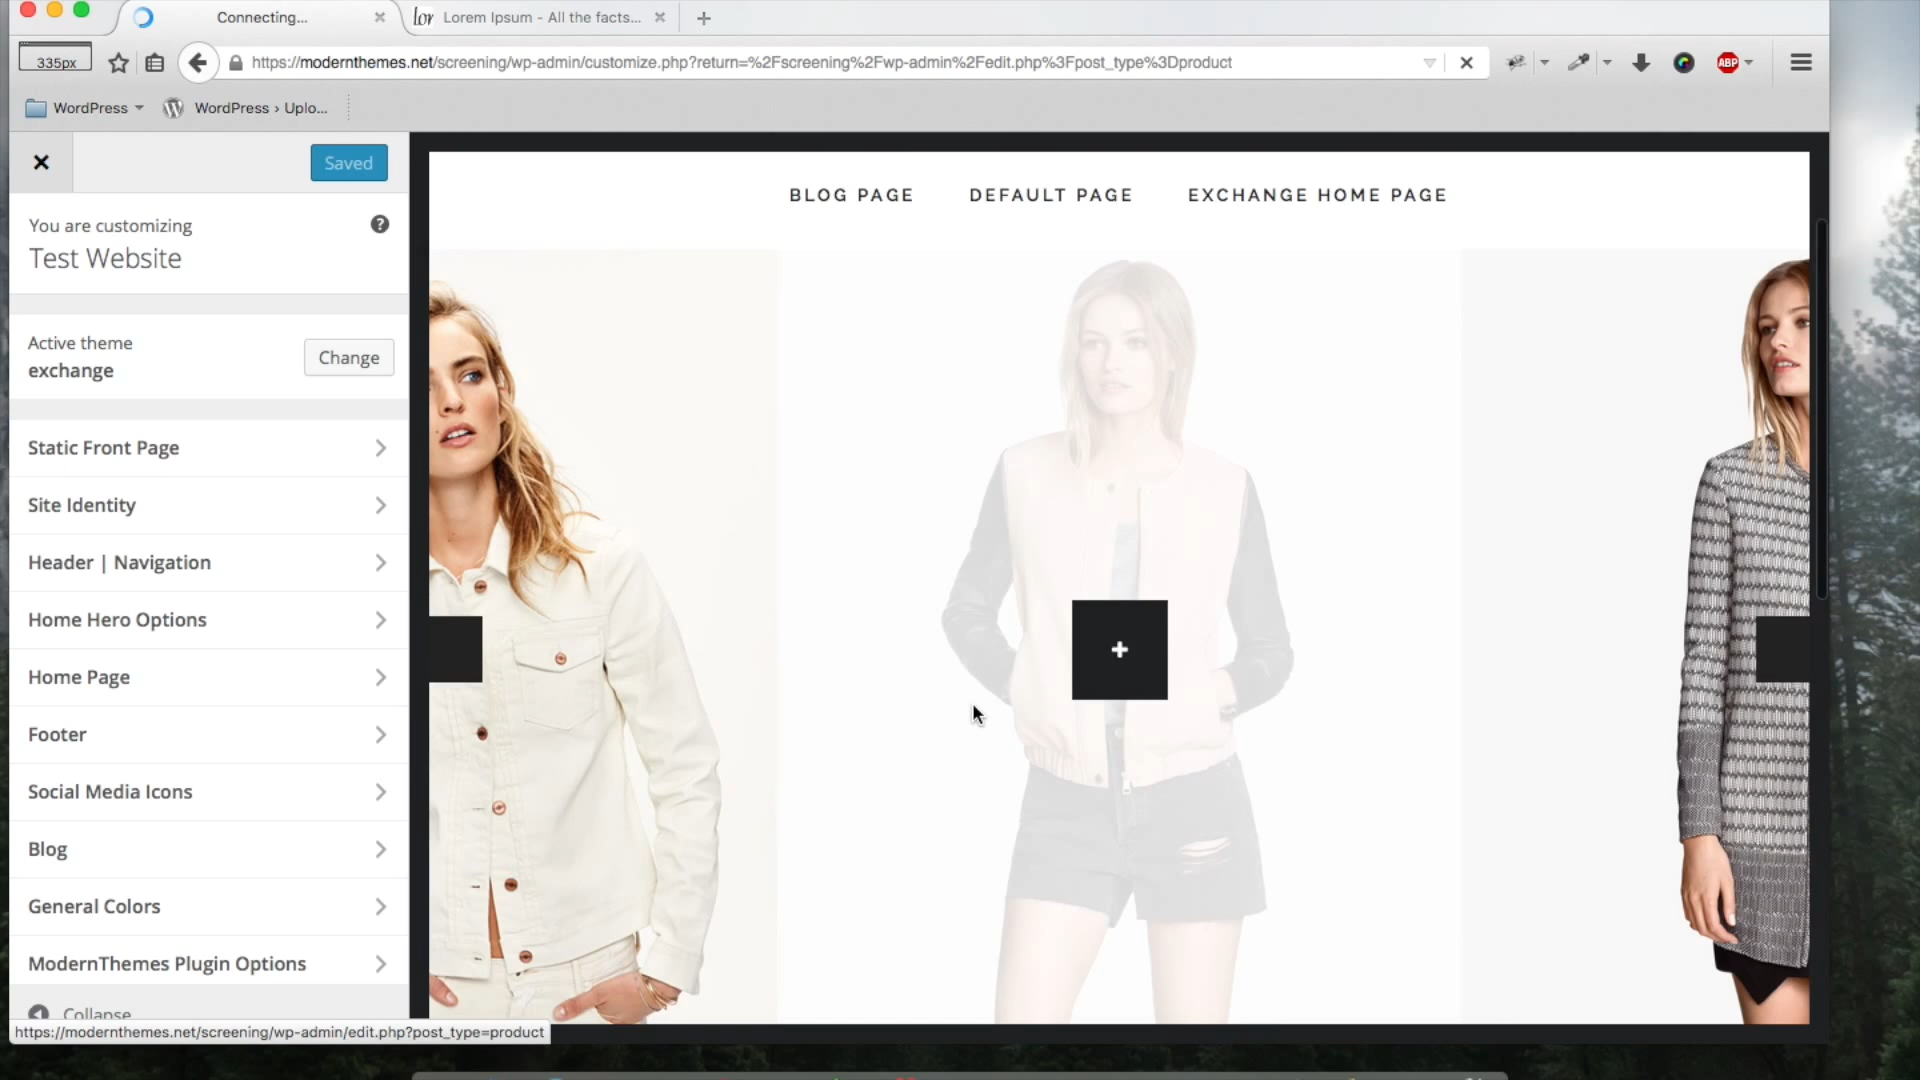 Connecting...
Lorem Ipsum - All the facts...
335px
https://modernthemes.net/screening/wp-admin/customize.php?return=%2Fscreening%2Fwp-admin%2Fedit.php%3Fpost_type%3Dproduct
ABP
WordPress
WordPress › Uplo...
Saved
BLOG PAGE DEFAULT PAGE EXCHANGE HOME PAGE
You are customizing
Test Website
Active theme
exchange
Change
Static Front Page
Site Identity
Header | Navigation
Home Hero Options
Home Page
Footer
Social Media Icons
Blog
General Colors
ModernThemes Plugin Options
Collapse
https://modernthemes.net/screening/wp-admin/edit.php?post_type=product